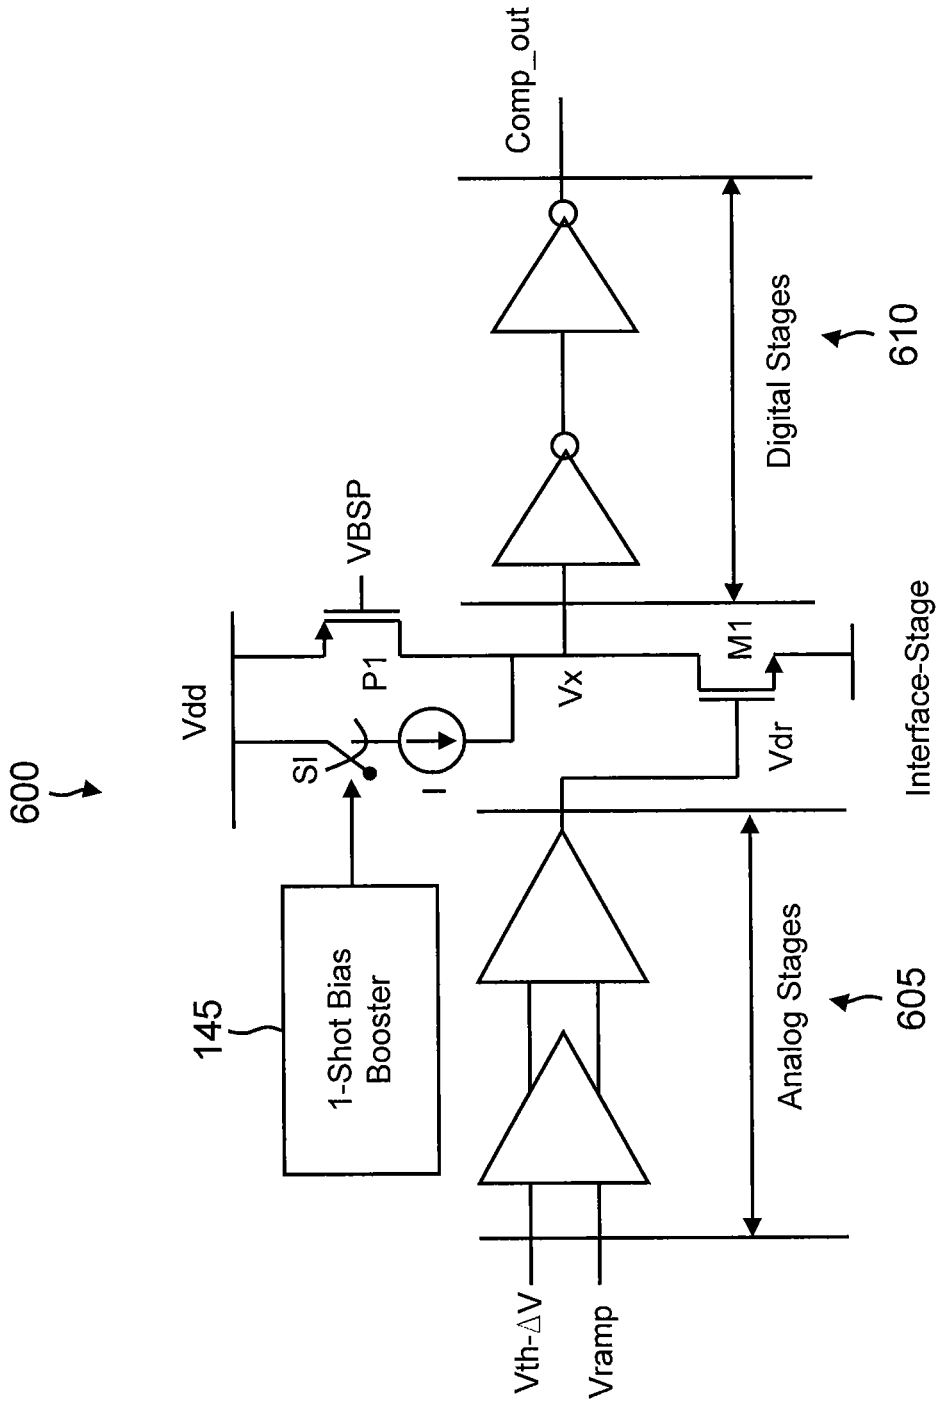 600
Vdd
145
1-Shot Bias
Booster
SI
I
P1
VBSP
Vth-ΔV
Vramp
Vdr
Vx
M1
Comp_out
Analog Stages
605
Interface-Stage
Digital Stages
610